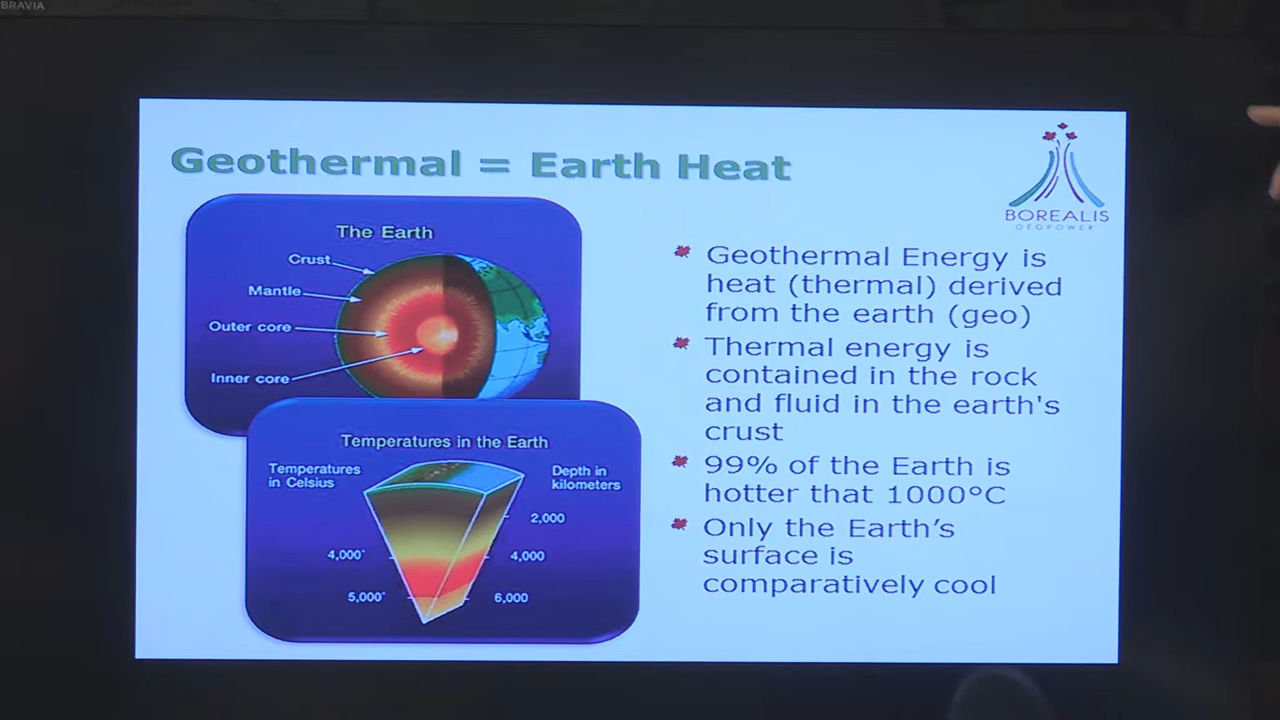 BRAVIA
Geothermal = Earth Heat
BOREALIS
GEOPOWER
The Earth
Crust
Mantle
Outer core
Inner core
Temperatures in the Earth
Temperatures
in Celsius
Depth in
kilometers
2,000
4,000°
4,000
5,000°
6,000
Geothermal Energy is
heat (thermal) derived
from the earth (geo)
Thermal energy is
contained in the rock
and fluid in the earth's
crust
99% of the Earth is
hotter that 1000°C
Only the Earth’s
surface is
comparatively cool